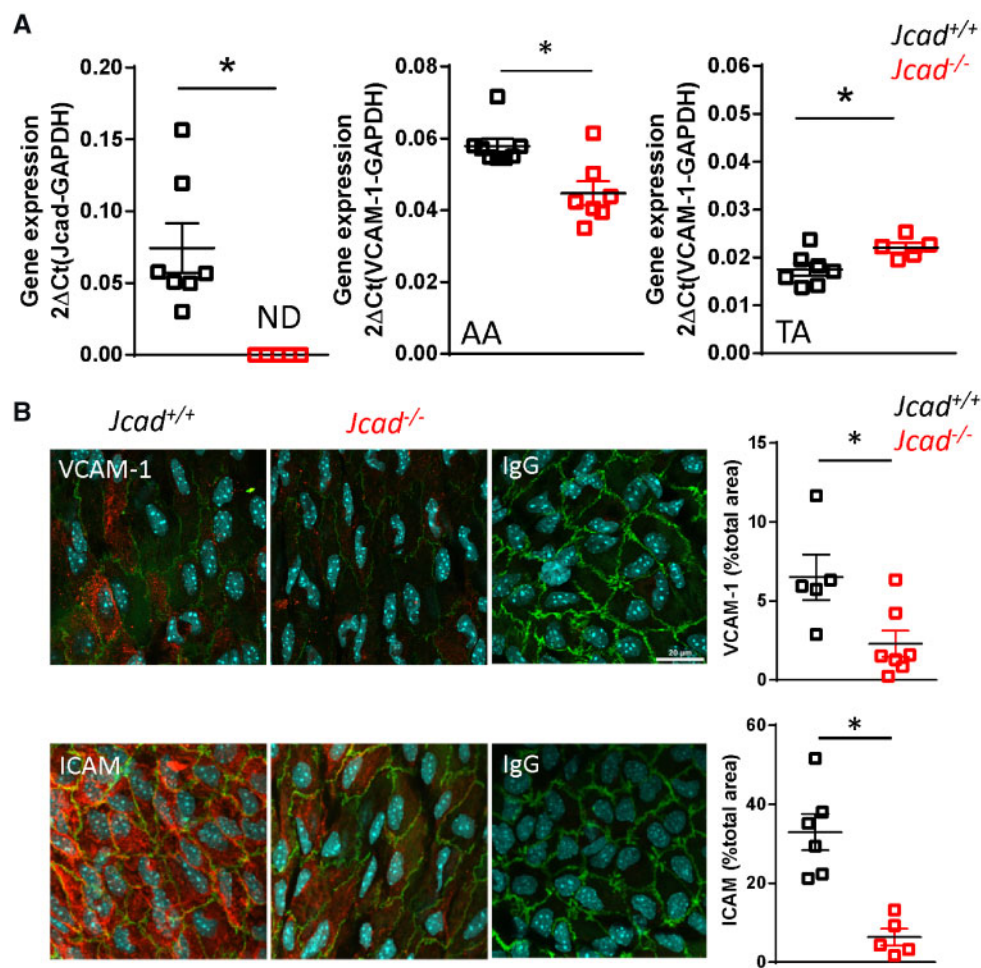 A
Jcad+/+
Jcad-/-
Gene expression
2ΔCt(Jcad-GAPDH)
0.20
0.15
0.10
0.05
0.00
*
ND
Gene expression
2ΔCt(VCAM-1-GAPDH)
0.08
0.06
0.04
0.02
0.00
*
AA
Gene expression
2ΔCt(VCAM-1-GAPDH)
0.06
0.05
0.04
0.03
0.02
0.01
0.00
*
TA
B
Jcad+/+
Jcad-/-
Jcad+/+
Jcad-/-
VCAM-1
IgG
20 µm
VCAM-1 (%total area)
15
10
5
0
*
ICAM
IgG
ICAM (%total area)
60
40
20
0
*